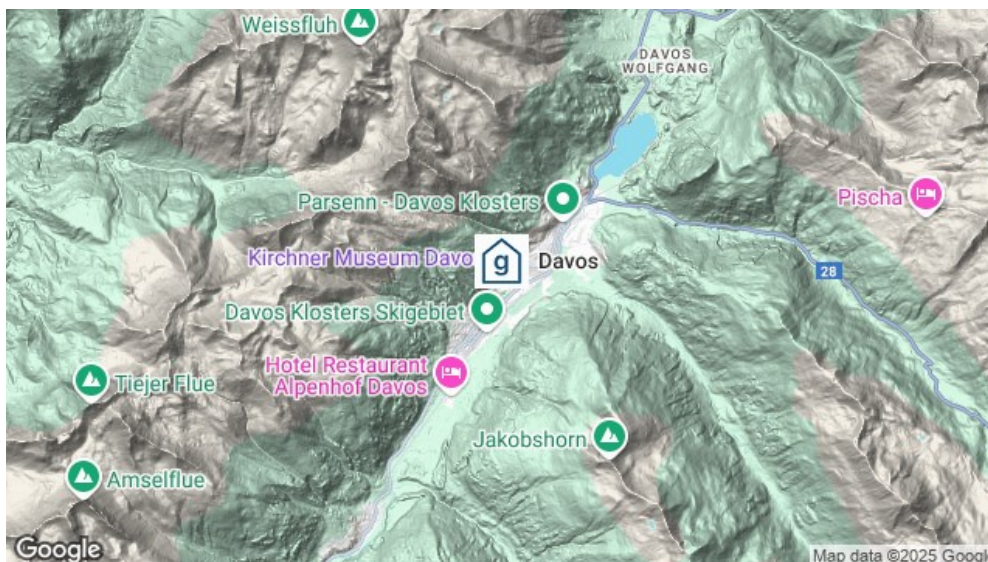 Weissfluh
DAVOS
WOLFGANG
Parsenn - Davos Klosters
Pischa
Kirchner Museum Davo
g
Davos
28
Davos Klosters Skigebiet
Hotel Restaurant
Alpenhof Davos
Tiejer Flue
Jakobshorn
Amselflue
Google
Map data ©2025 Google